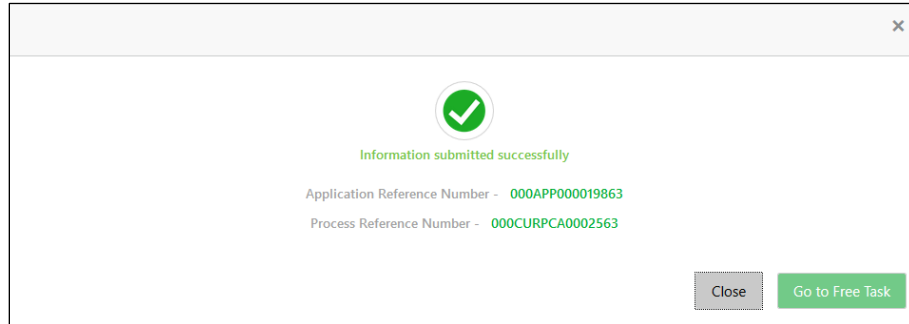 ×
Information submitted successfully
Application Reference Number - 000APP000019863
Process Reference Number - 000CURPCA0002563
Close Go to Free Task